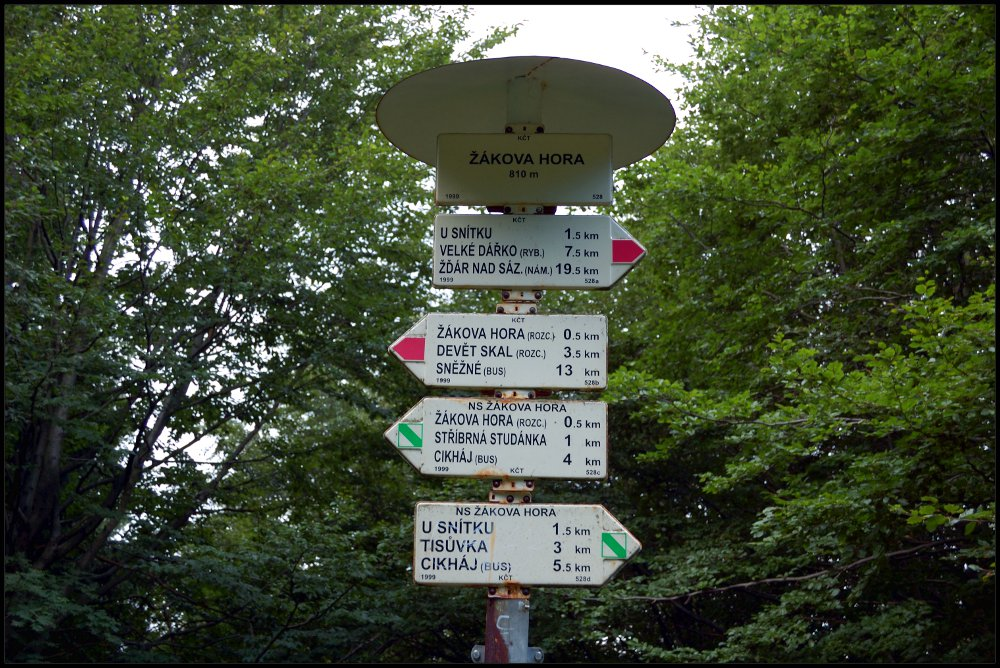 KČT
ŽÁKOVA HORA
810 m
1999 528
KČT
U SNÍTKU 1.5 km
VELKÉ DÁŘKO (RYB.) 7.5 km
ŽĎÁR NAD SÁZ. (NÁM.) 19.5 km
1999 528a
KČT
ŽÁKOVA HORA (ROZC.) 0.5 km
DEVĚT SKAL (ROZC.) 3.5 km
SNĚŽNÉ (BUS) 13 km
1999 528b
NS ŽÁKOVA HORA
ŽÁKOVA HORA (ROZC.) 0.5 km
STŘÍBRNÁ STUDÁNKA 1 km
CIKHÁJ (BUS) 4 km
1999 KČT 528c
NS ŽÁKOVA HORA
U SNÍTKU 1.5 km
TISŮVKA 3 km
CIKHÁJ (BUS) 5.5 km
1999 KČT 528d